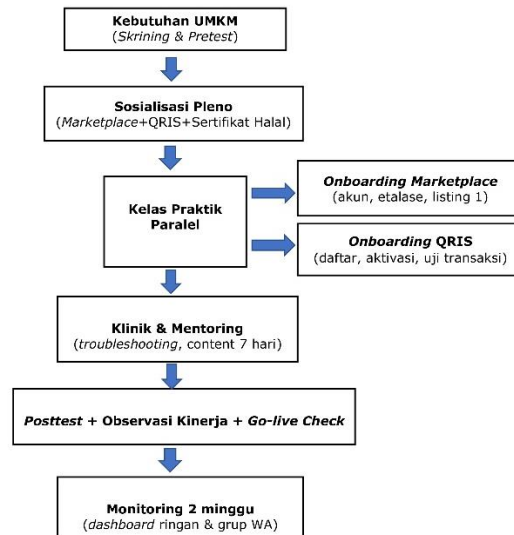 Kebutuhan UMKM
(Skrining & Pretest)
Sosialisasi Pleno
(Marketplace+QRIS+Sertifikat Halal)
Kelas Praktik
Paralel
Onboarding Marketplace
(akun, etalase, listing 1)
Onboarding QRIS
(daftar, aktivasi, uji transaksi)
Klinik & Mentoring
(troubleshooting, content 7 hari)
Posttest + Observasi Kinerja + Go-live Check
Monitoring 2 minggu
(dashboard ringan & grup WA)